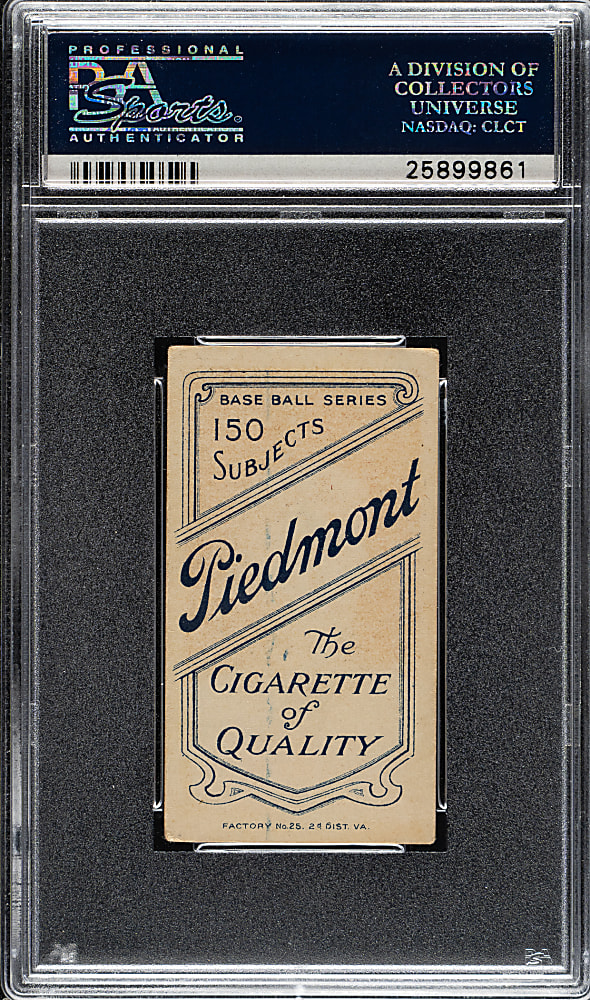 PROFESSIONAL
PSA
Sports
AUTHENTICATOR
A DIVISION OF
COLLECTORS
UNIVERSE
NASDAQ: CLCT
25899861
BASE BALL SERIES
150
SUBJECTS
Piedmont
The
CIGARETTE
of
QUALITY
FACTORY No.25. 2d DIST. VA.